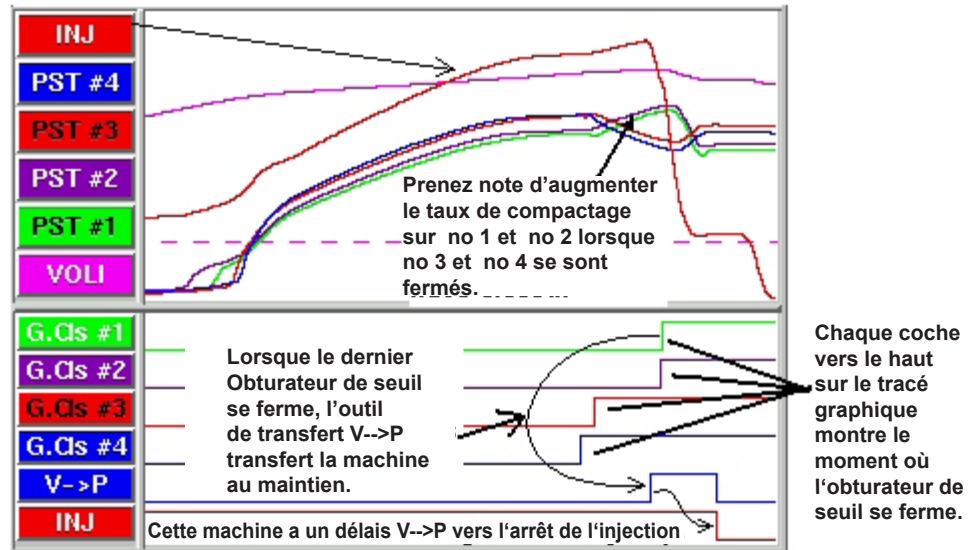 INJ
PST #4
PST #3
PST #2
PST #1
VOLI
Prenez note d'augmenter
le taux de compactage
sur no 1 et no 2 lorsque
no 3 et no 4 se sont
fermés.
G.Cls #1
G.Cls #2
G.Cls #3
G.Cls #4
V->P
INJ
Lorsque le dernier
Obturateur de seuil
se ferme, l'outil
de transfert V-->P
transfert la machine
au maintien.
Cette machine a un délais V-->P vers l'arrêt de l'injection
Chaque coche
vers le haut
sur le tracé
graphique
montre le
moment où
l'obturateur de
seuil se ferme.